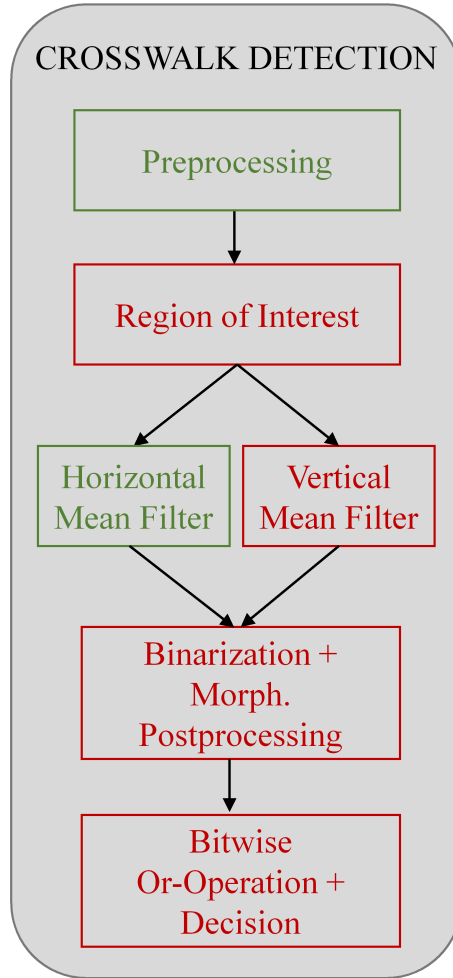 CROSSWALK DETECTION
Preprocessing
Region of Interest
Horizontal
Mean Filter
Vertical
Mean Filter
Binarization +
Morph.
Postprocessing
Bitwise
Or-Operation +
Decision